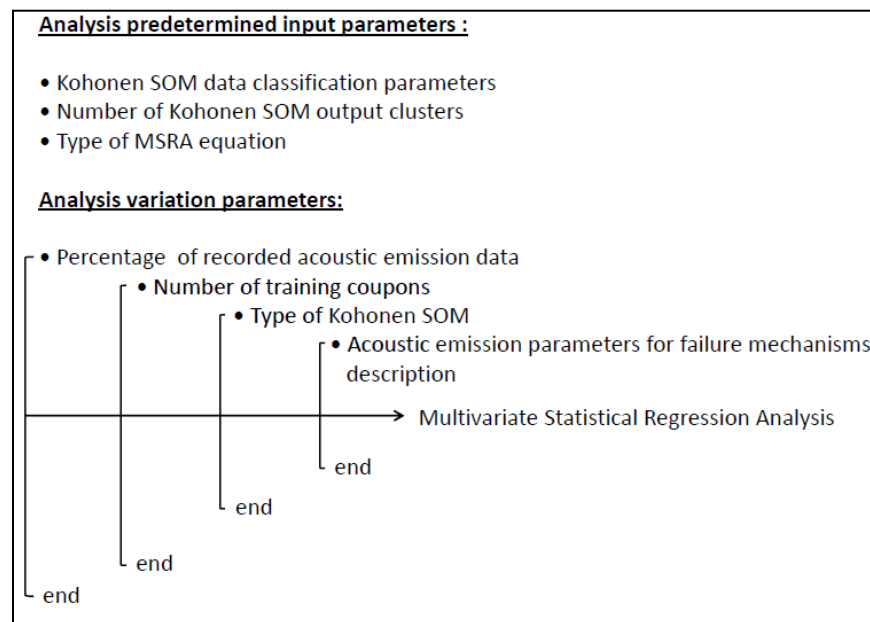 Analysis predetermined input parameters :
• Kohonen SOM data classification parameters
• Number of Kohonen SOM output clusters
• Type of MSRA equation
Analysis variation parameters:
• Percentage of recorded acoustic emission data
• Number of training coupons
• Type of Kohonen SOM
• Acoustic emission parameters for failure mechanisms
description
Multivariate Statistical Regression Analysis
end
end
end
end